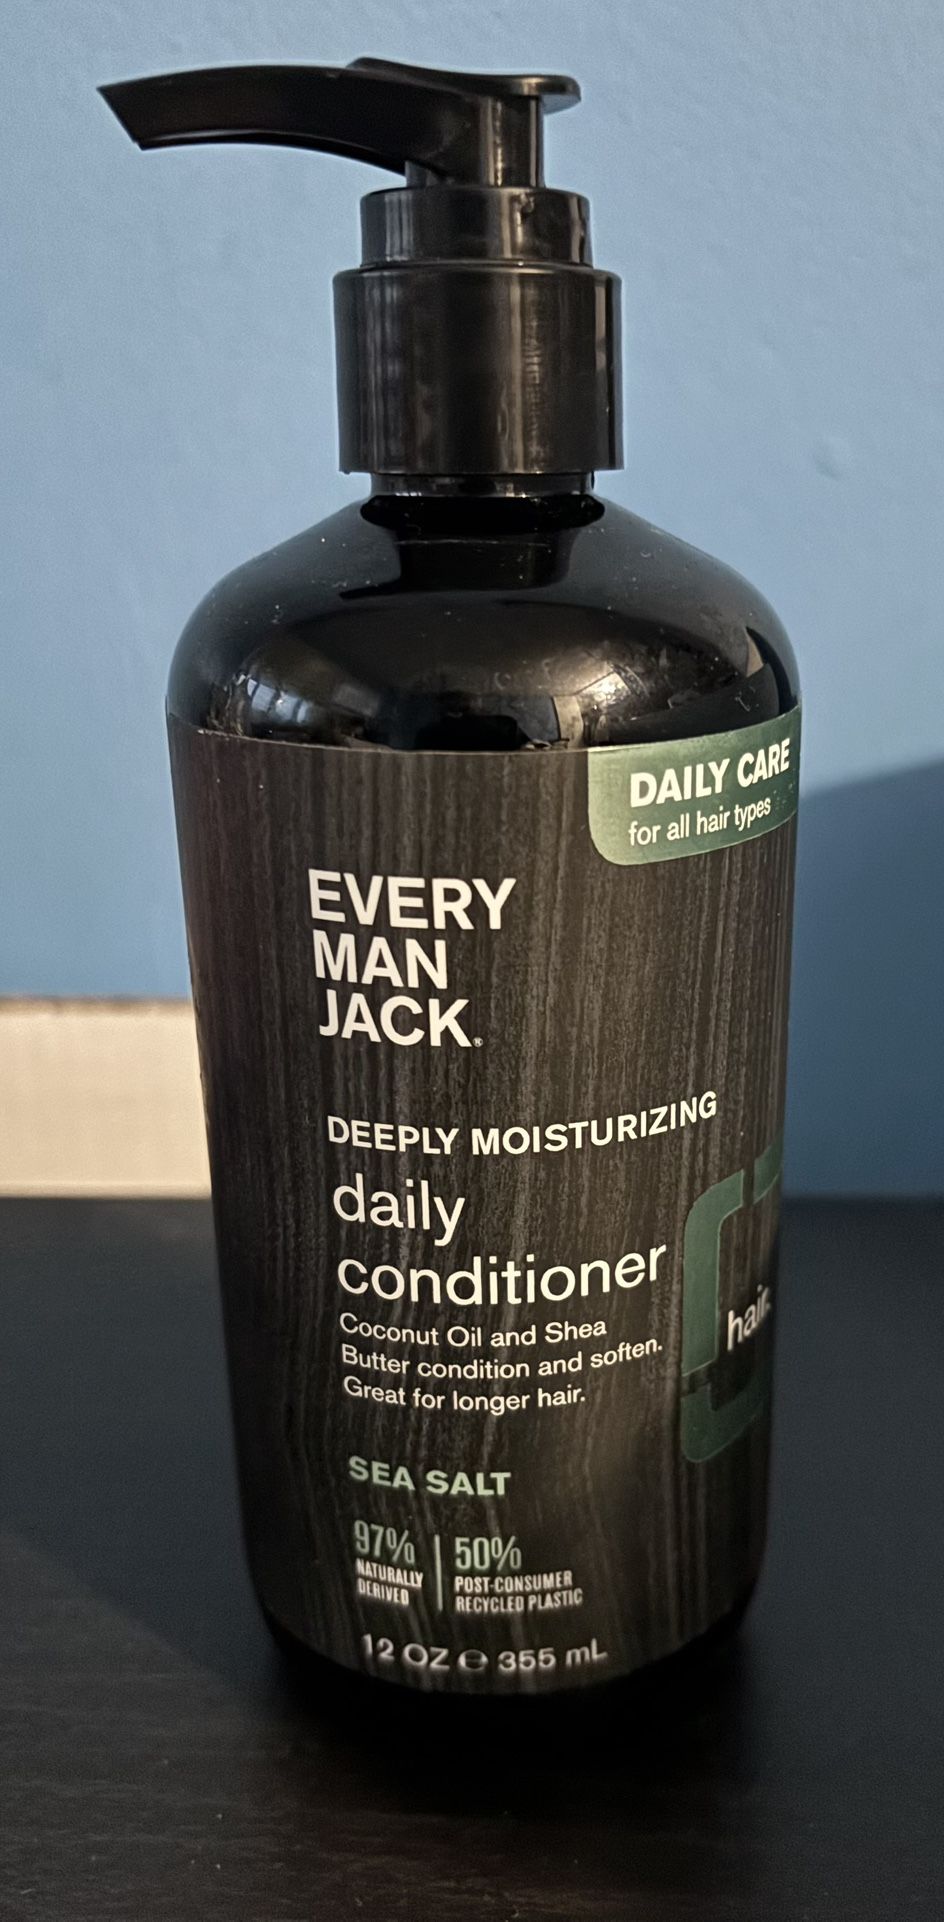 DAILY CARE
for all hair types
EVERY
MAN
JACK®
DEEPLY MOISTURIZING
daily
conditioner
Coconut Oil and Shea
Butter condition and soften.
Great for longer hair.
hair.
SEA SALT
97%
NATURALLY
DERIVED
50%
POST-CONSUMER
RECYCLED PLASTIC
12 OZ ℮ 355 mL